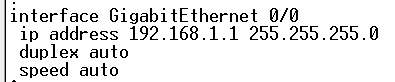 interface GigabitEthernet 0/0
ip address 192.168.1.1 255.255.255.0
duplex auto
speed auto